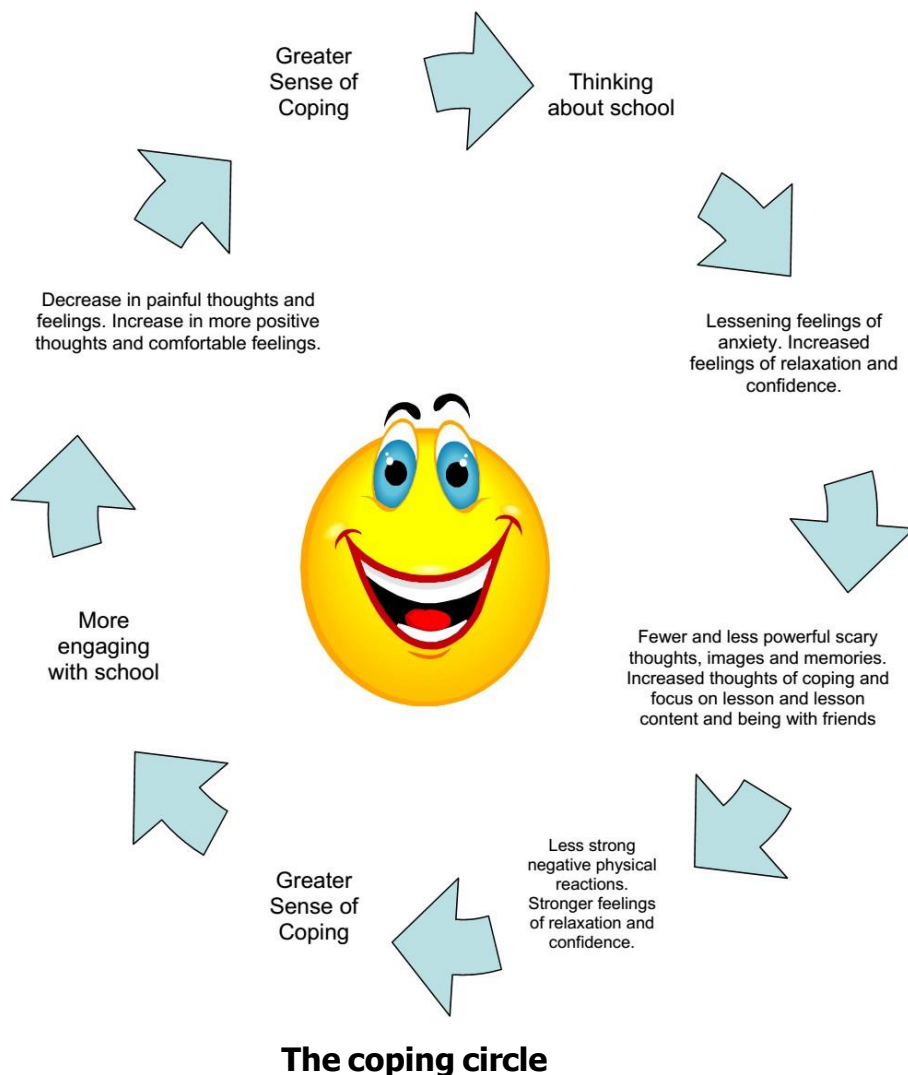 Greater
Sense of
Coping
Thinking
about school
Lessening feelings of
anxiety. Increased
feelings of relaxation and
confidence.
Fewer and less powerful scary
thoughts, images and memories.
Increased thoughts of coping and
focus on lesson and lesson
content and being with friends
Less strong
negative physical
reactions.
Stronger feelings
of relaxation and
confidence.
Greater
Sense of
Coping
More
engaging
with school
Decrease in painful thoughts and
feelings. Increase in more positive
thoughts and comfortable feelings.
The coping circle